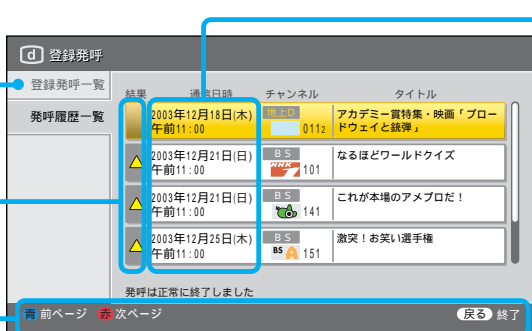 d 登録発呼
登録発呼一覧
発呼履歴一覧
結果 通信日時 チャンネル タイトル
2003年12月18日(木) 地上D アカデミー賞特集・映画「ブロー
午前11:00 0112 ドウェイと銃弾」
2003年12月21日(日) BS なるほどワールドクイズ
午前11:00 NHK 101
2003年12月21日(日) BS これが本場のアメプロだ!
午前11:00 141
2003年12月25日(木) BS 激突!お笑い選手権
午前11:00 BS 151
発呼は正常に終了しました
青 前ページ 赤 次ページ 戻る 終了